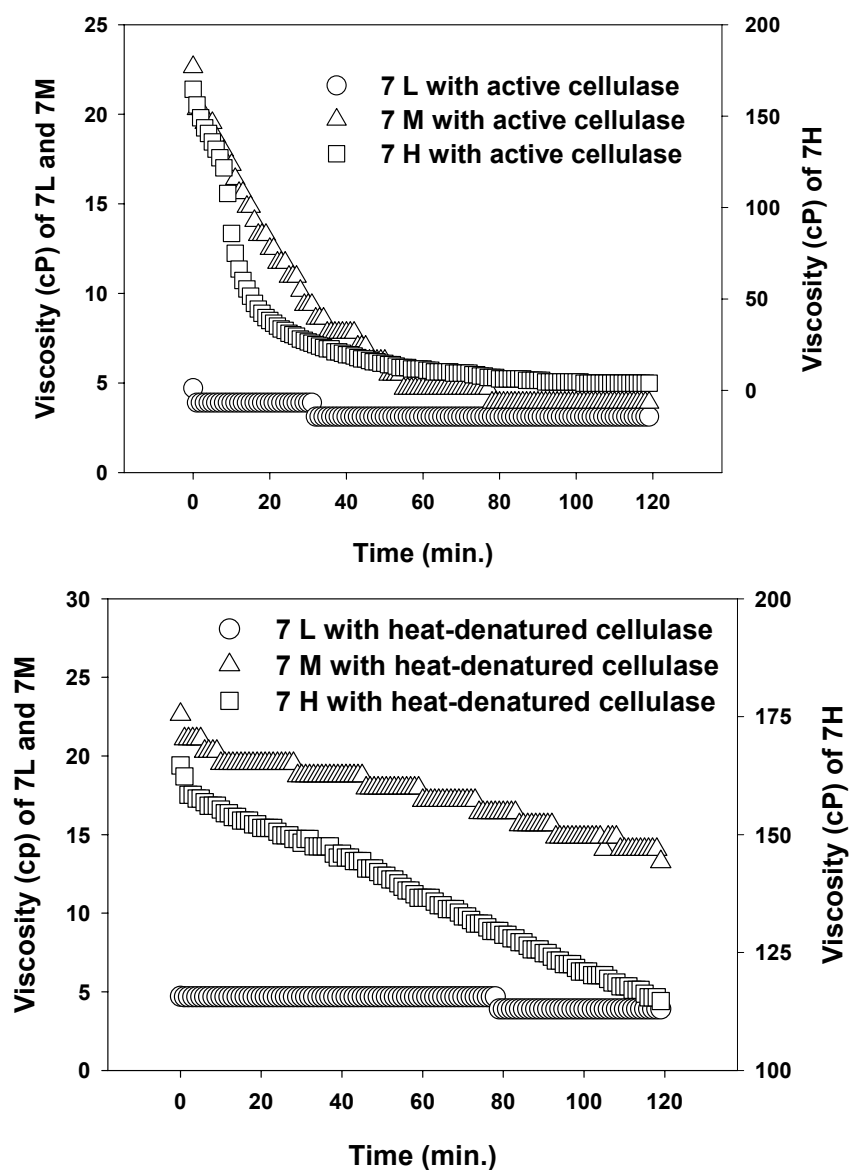 25
20
15
10
5
0
Viscosity (cP) of 7L and 7M
7 L with active cellulase
7 M with active cellulase
7 H with active cellulase
200
150
100
50
0
Viscosity (cP) of 7H
0 20 40 60 80 100 120
Time (min.)
30
25
20
15
10
5
0
Viscosity (cp) of 7L and 7M
7 L with heat-denatured cellulase
7 M with heat-denatured cellulase
7 H with heat-denatured cellulase
200
175
150
125
100
Viscosity (cP) of 7H
0 20 40 60 80 100 120
Time (min.)